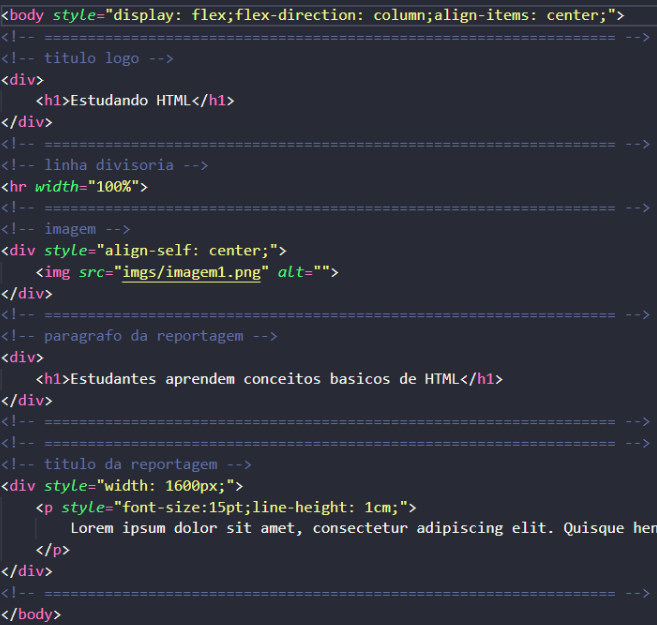 <body style="display: flex;flex-direction: column;align-items: center;">
<!-- ================================================================== -->
<!-- titulo logo -->
<div>
    <h1>Estudando HTML</h1>
</div>
<!-- ================================================================== -->
<!-- linha divisoria -->
<hr width="100%">
<!-- ================================================================== -->
<!-- imagem -->
<div style="align-self: center;">
    <img src="imgs/imagem1.png" alt="">
</div>
<!-- ================================================================== -->
<!-- paragrafo da reportagem -->
<div>
    <h1>Estudantes aprendem conceitos basicos de HTML</h1>
</div>
<!-- ================================================================== -->
<!-- ================================================================== -->
<!-- titulo da reportagem -->
<div style="width: 1600px;">
    <p style="font-size:15pt;line-height: 1cm;">
        Lorem ipsum dolor sit amet, consectetur adipiscing elit. Quisque hen
    </p>
</div>
<!-- ================================================================== -->
</body>